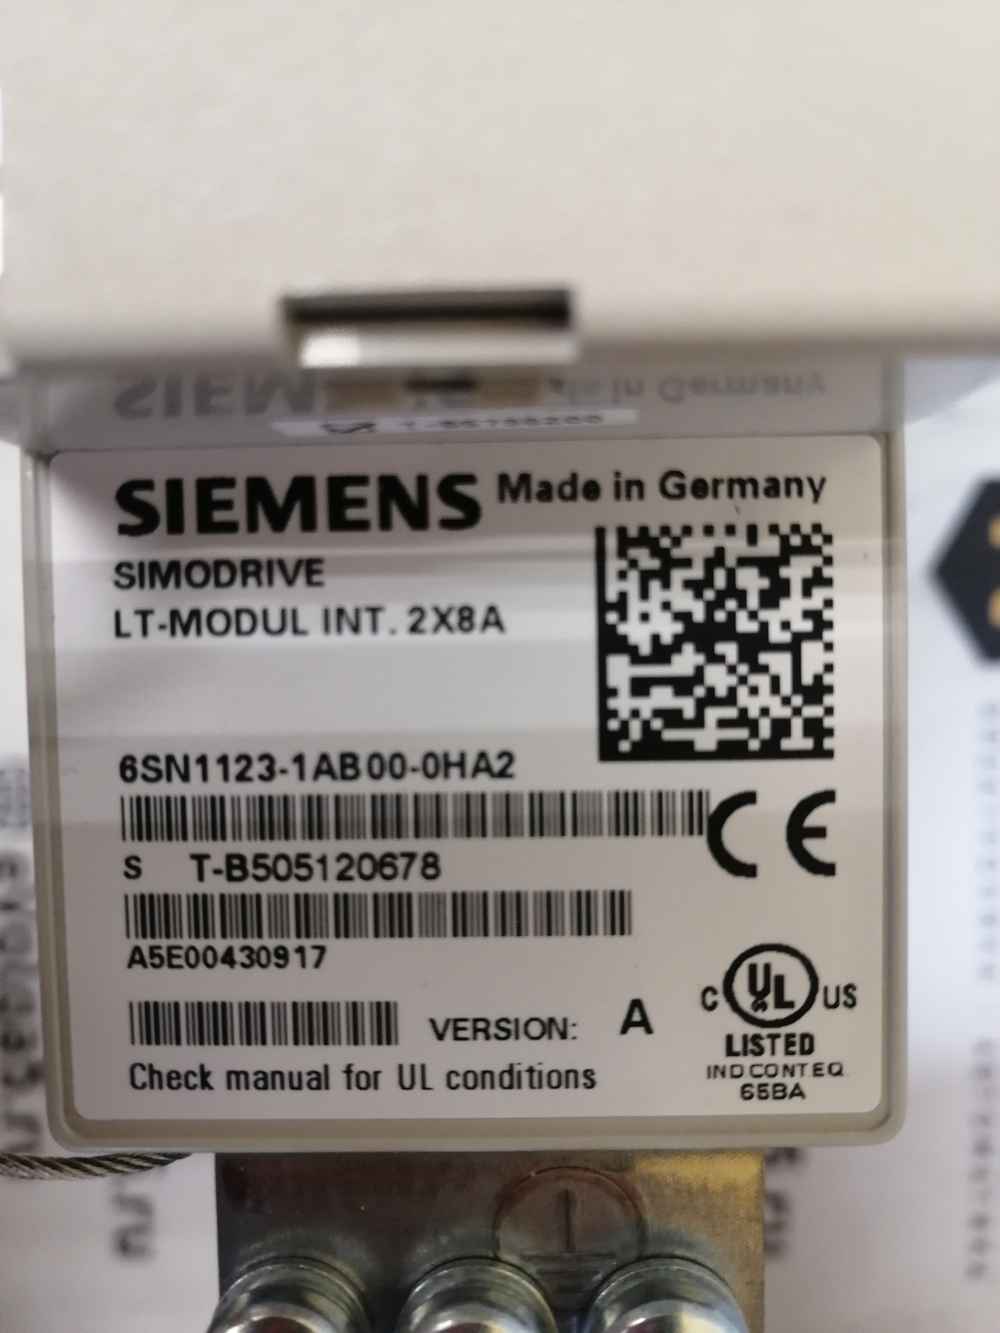 SIEMENS Made in Germany
SIMODRIVE
LT-MODUL INT. 2X8A
6SN1123-1AB00-0HA2
CE
S T-B505120678
A5E00430917
VERSION: A
C UL US
LISTED
IND CONT EQ
65BA
Check manual for UL conditions